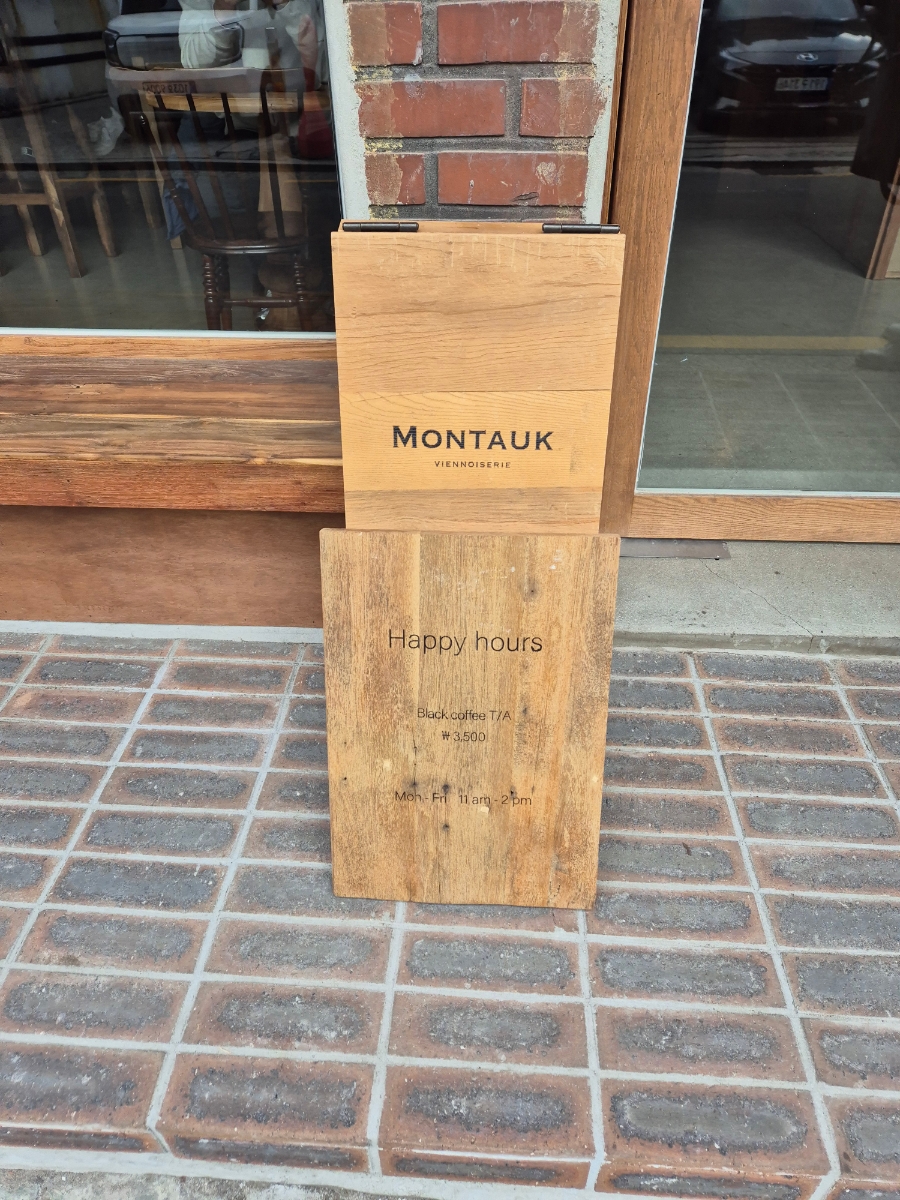 MONTAUK
VIENNOISERIE
Happy hours
Black coffee T/A
₩ 3,500
Mon - Fri 11 am - 2 pm